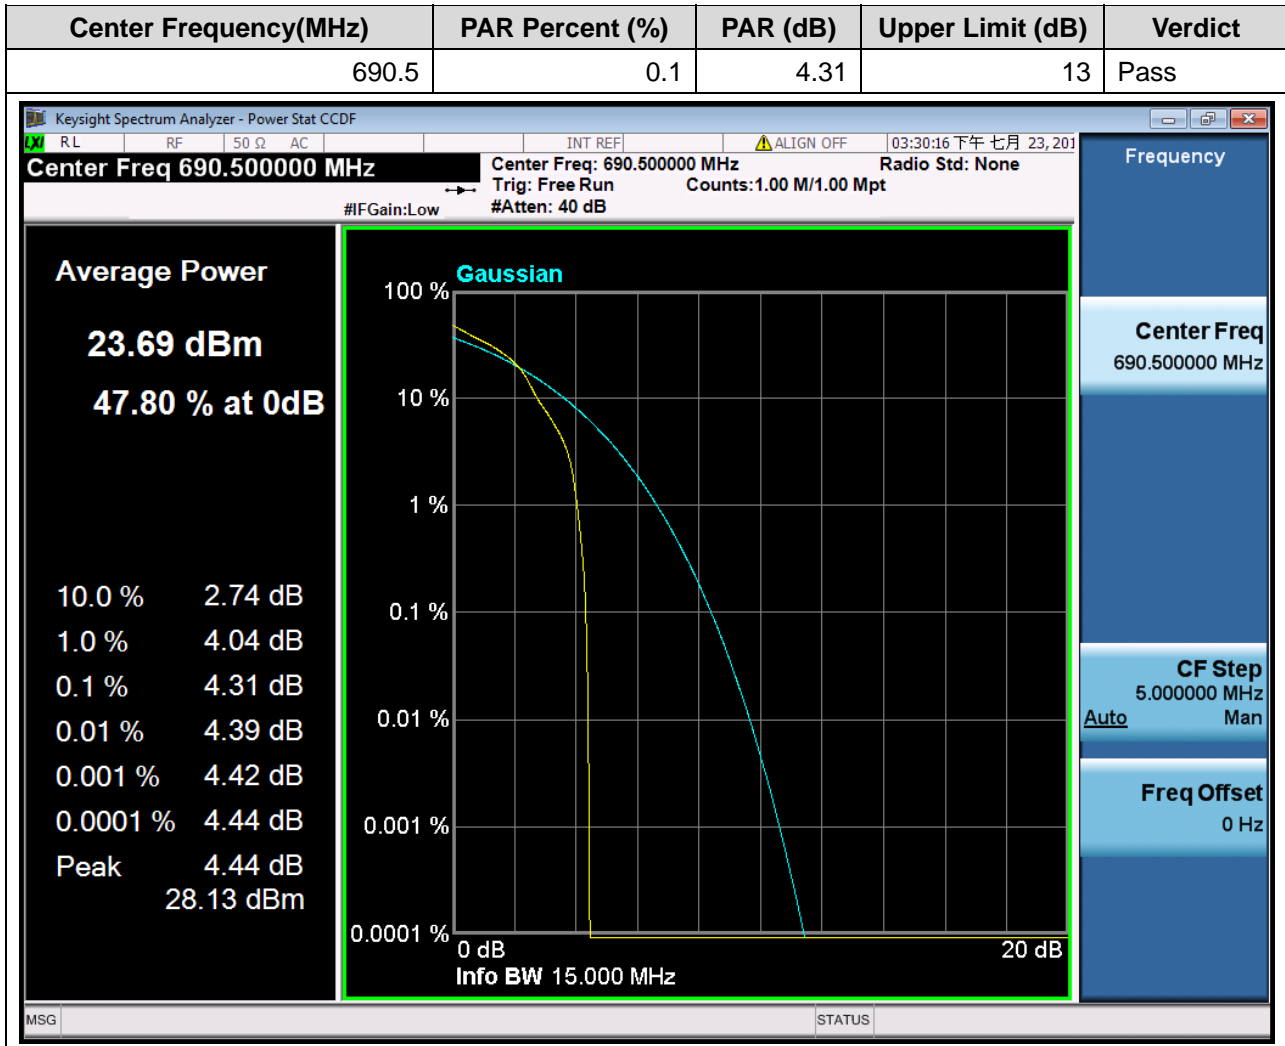 Center Frequency(MHz) PAR Percent (%) PAR (dB) Upper Limit (dB) Verdict
690.5 0.1 4.31 13 Pass
Keysight Spectrum Analyzer - Power Stat CCDF
LXI RL RF 50 Ω AC INT REF ALIGN OFF 03:30:16 下午 七月 23, 201
Center Freq 690.500000 MHz
Center Freq: 690.500000 MHz Radio Std: None
Trig: Free Run Counts:1.00 M/1.00 Mpt
#IFGain:Low #Atten: 40 dB
Average Power
23.69 dBm
47.80 % at 0dB
10.0 % 2.74 dB
1.0 % 4.04 dB
0.1 % 4.31 dB
0.01 % 4.39 dB
0.001 % 4.42 dB
0.0001 % 4.44 dB
Peak 4.44 dB
28.13 dBm
Gaussian
100 %
10 %
1 %
0.1 %
0.01 %
0.001 %
0.0001 %
0 dB 20 dB
Info BW 15.000 MHz
Frequency
Center Freq
690.500000 MHz
CF Step
5.000000 MHz
Auto Man
Freq Offset
0 Hz
MSG STATUS